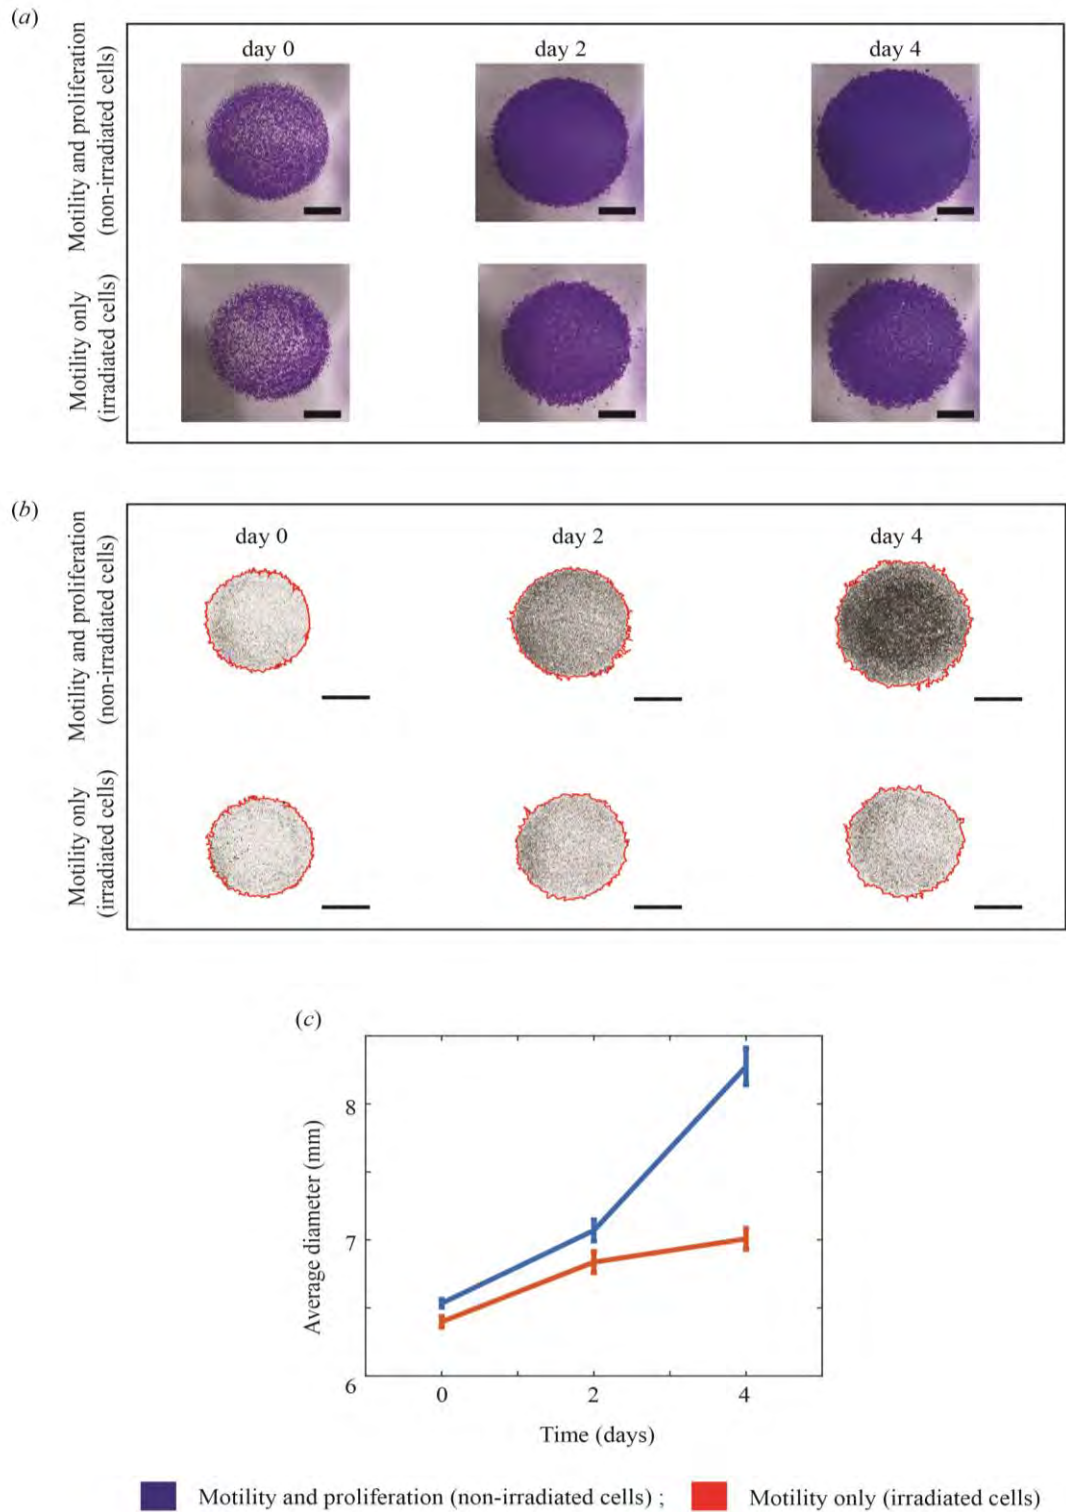 (a)
Motility and proliferation
(non-irradiated cells)
day 0
day 2
day 4
Motility only
(irradiated cells)
(b)
Motility and proliferation
(non-irradiated cells)
day 0
day 2
day 4
Motility only
(irradiated cells)
(c)
Average diameter (mm)
8
7
6
0
2
4
Time (days)
Motility and proliferation (non-irradiated cells) ;
Motility only (irradiated cells)